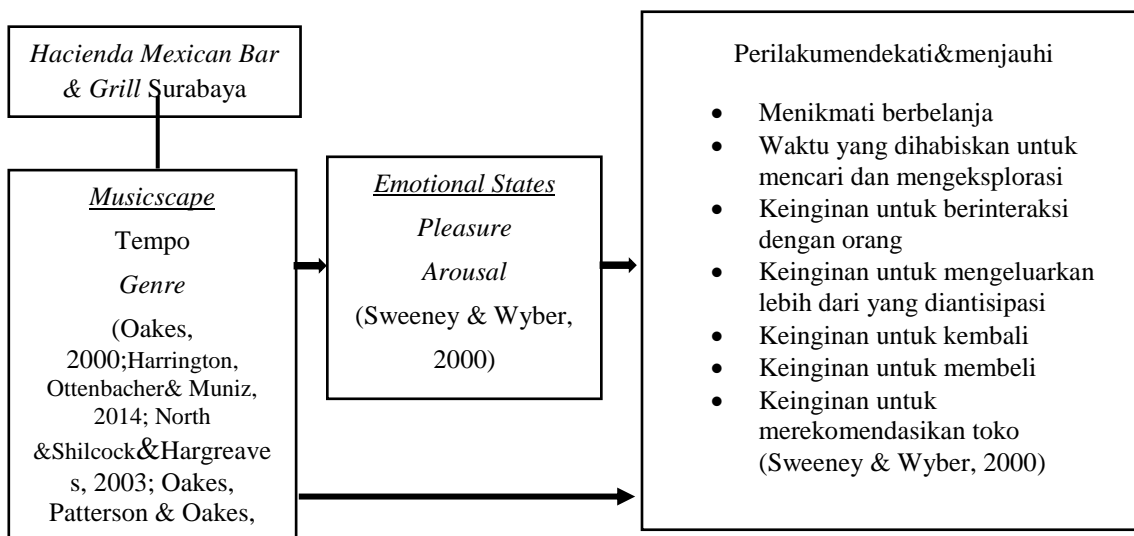 Hacienda Mexican Bar
& Grill Surabaya
Musicscape
Tempo
Genre
(Oakes,
2000;Harrington,
Ottenbacher& Muniz,
2014; North
&Shilcock&Hargreave
s, 2003; Oakes,
Patterson & Oakes,
Emotional States
Pleasure
Arousal
(Sweeney & Wyber,
2000)
Perilakumendekati&menjauhi
• Menikmati berbelanja
• Waktu yang dihabiskan untuk
mencari dan mengeksplorasi
• Keinginan untuk berinteraksi
dengan orang
• Keinginan untuk mengeluarkan
lebih dari yang diantisipasi
• Keinginan untuk kembali
• Keinginan untuk membeli
• Keinginan untuk
merekomendasikan toko
(Sweeney & Wyber, 2000)